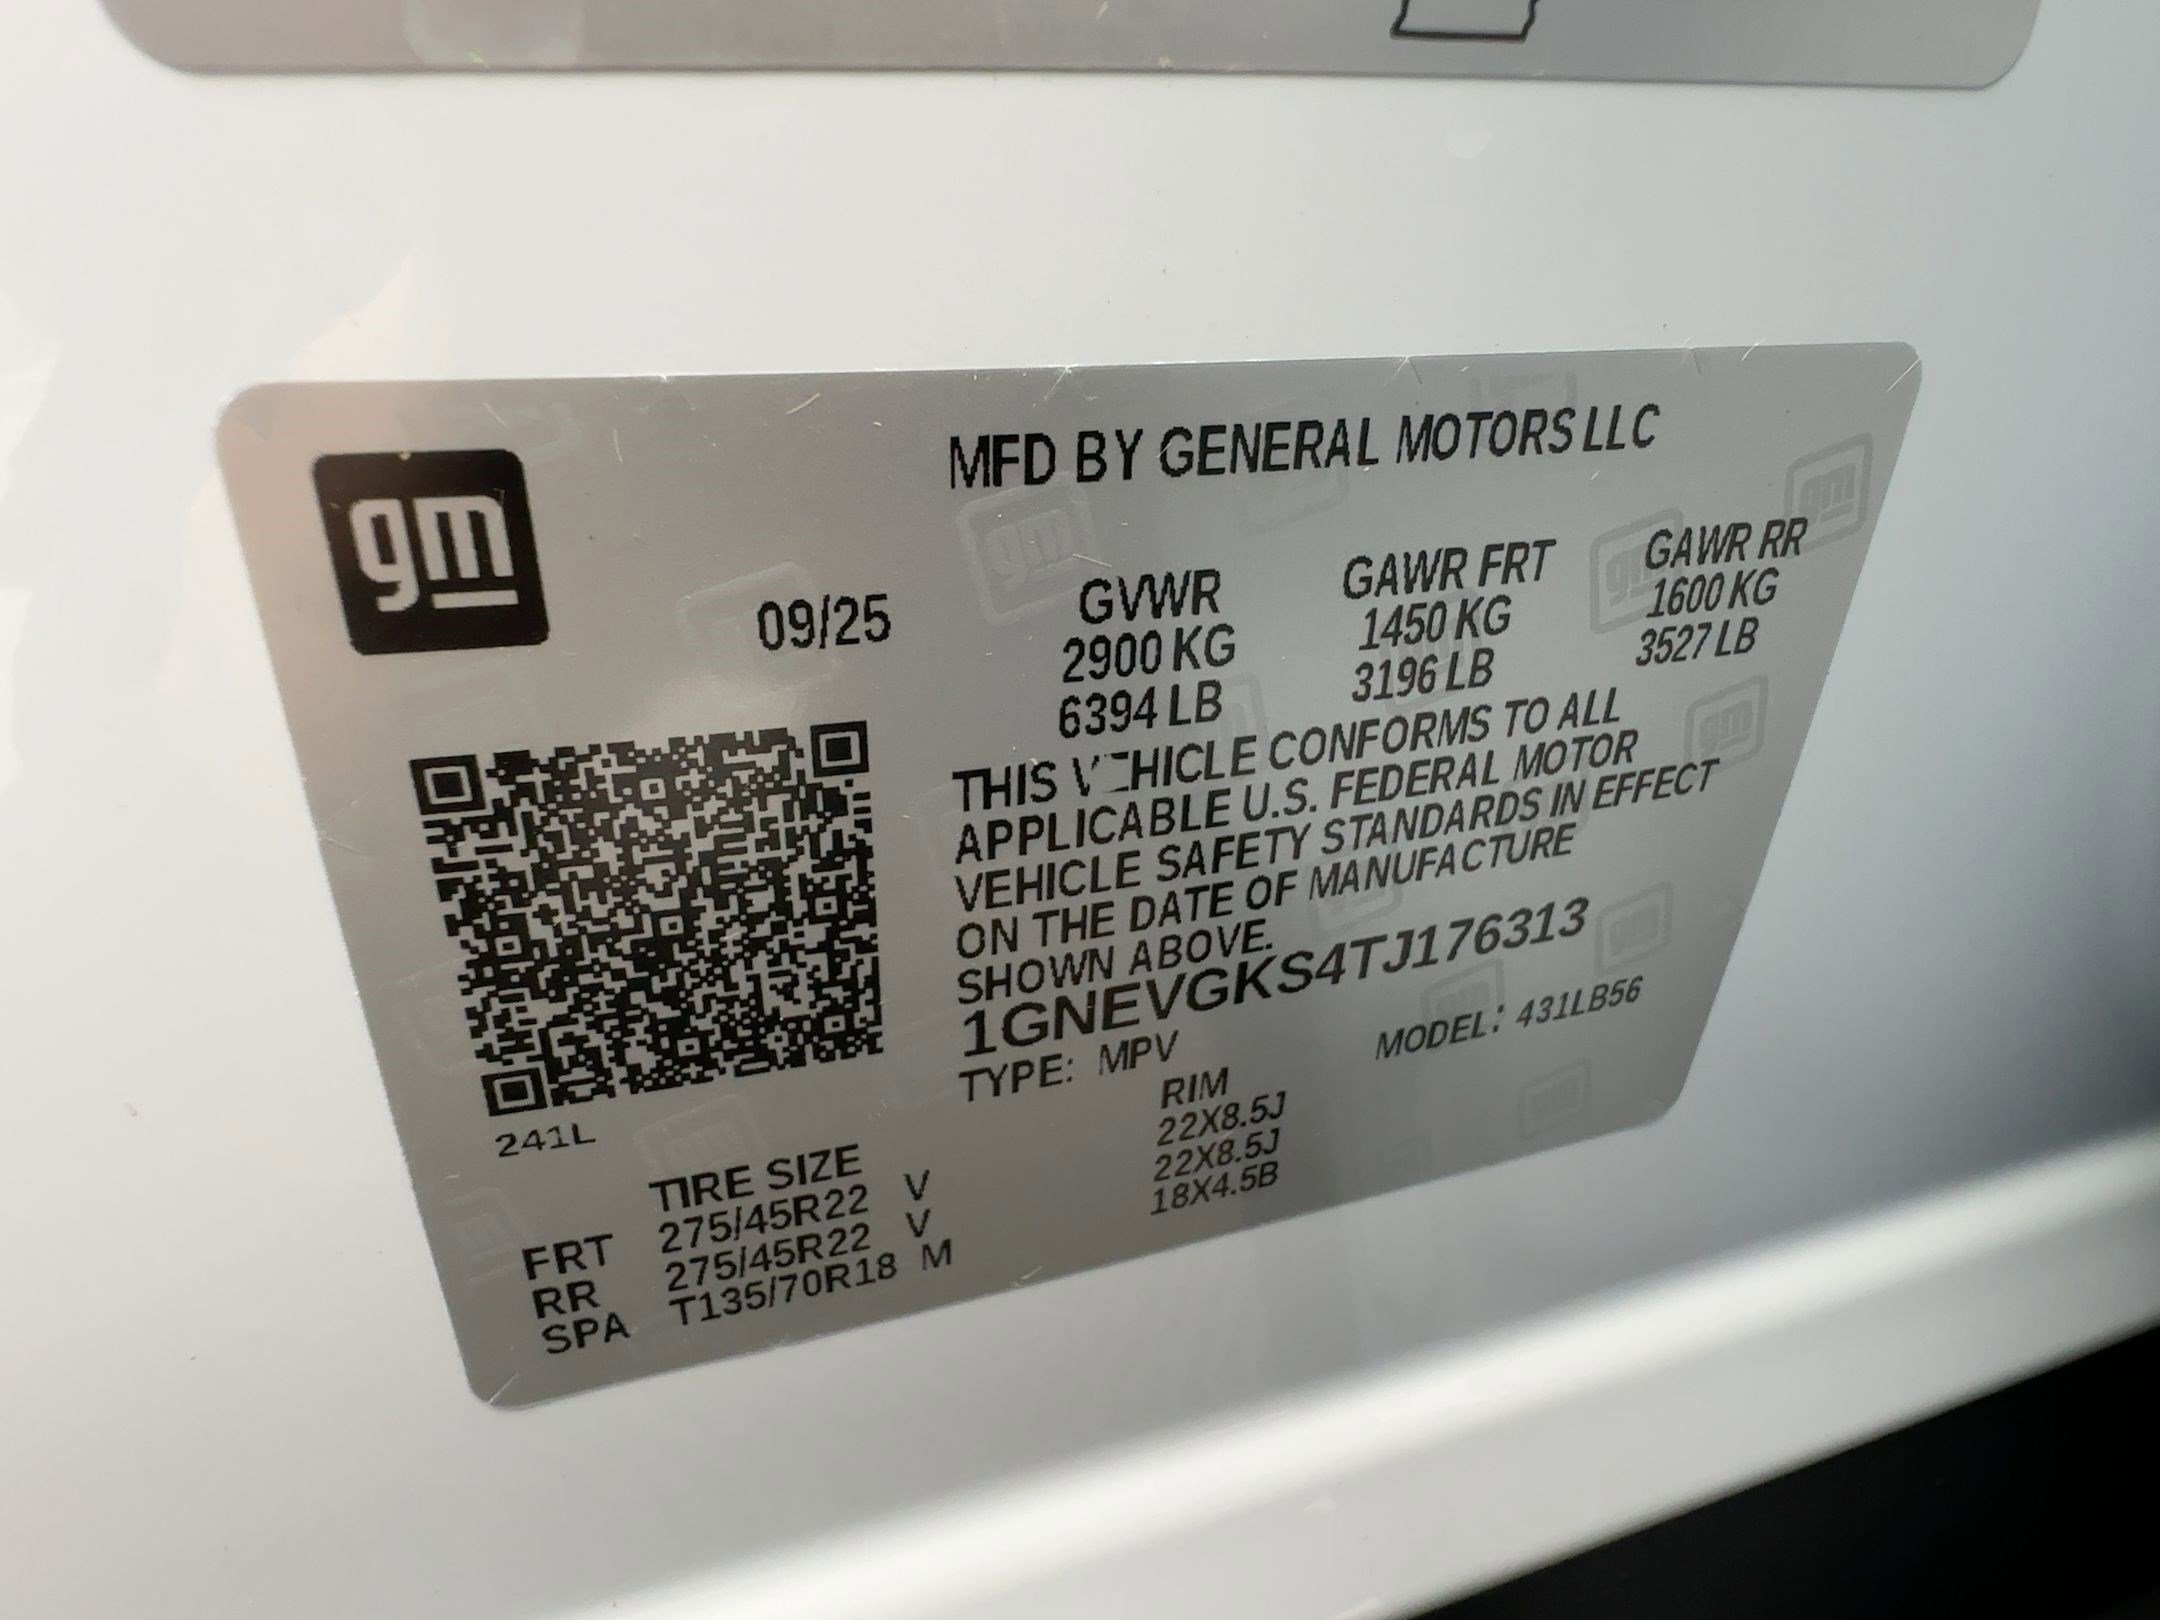 gm
MFD BY GENERAL MOTORS LLC
09/25
GVWR GAWR FRT GAWR RR
2900 KG 1450 KG 1600 KG
6394 LB 3196 LB 3527 LB
THIS VEHICLE CONFORMS TO ALL
APPLICABLE U.S. FEDERAL MOTOR
VEHICLE SAFETY STANDARDS IN EFFECT
ON THE DATE OF MANUFACTURE
SHOWN ABOVE.
1GNEVGKS4TJ176313
TYPE: MPV MODEL: 431LB56
241L
TIRE SIZE RIM
FRT 275/45R22 V 22X8.5J
RR 275/45R22 V 22X8.5J
SPA T135/70R18 M 18X4.5B